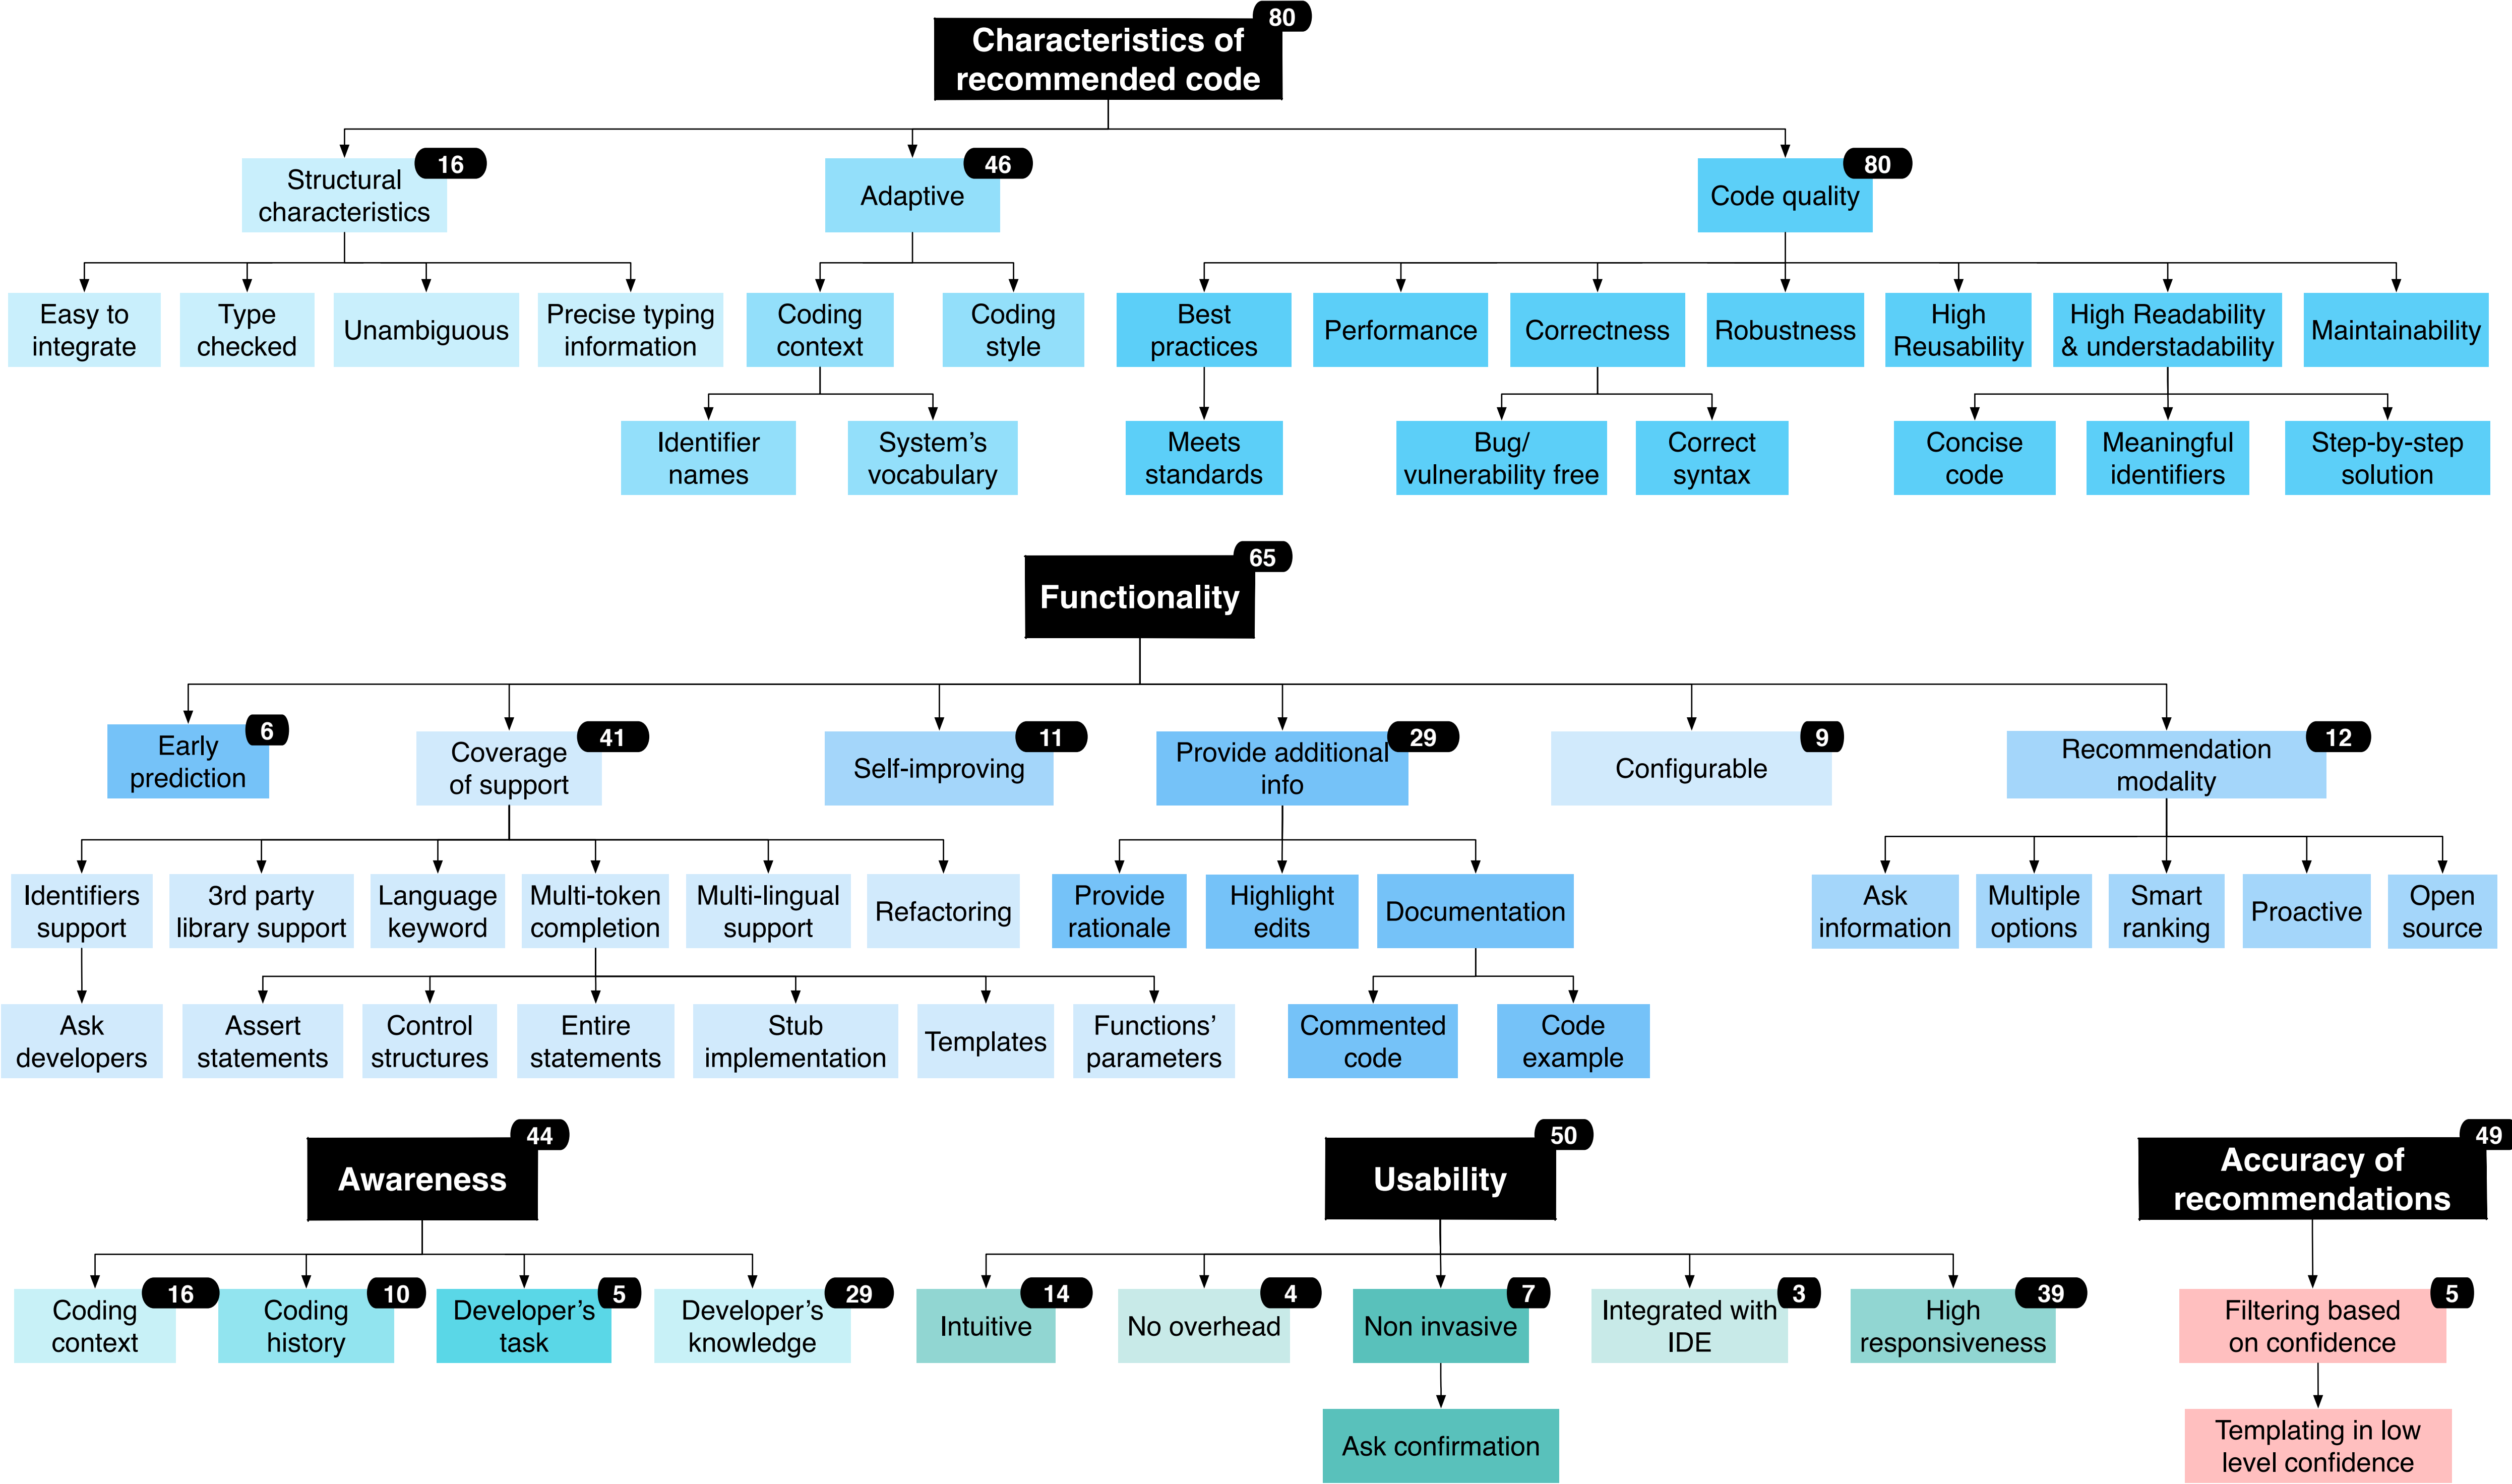 80
Characteristics of
recommended code
16
Structural
characteristics
46
Adaptive
80
Code quality
Easy to
integrate
Type
checked
Unambiguous
Precise typing
information
Coding
context
Coding
style
Best
practices
Performance
Correctness
Robustness
High
Reusability
High Readability
& understadability
Maintainability
Identifier
names
System's
vocabulary
Meets
standards
Bug/
vulnerability free
Correct
syntax
Concise
code
Meaningful
identifiers
Step-by-step
solution
65
Functionality
6
Early
prediction
41
Coverage
of support
11
Self-improving
29
Provide additional
info
9
Configurable
12
Recommendation
modality
Identifiers
support
3rd party
library support
Language
keyword
Multi-token
completion
Multi-lingual
support
Refactoring
Provide
rationale
Highlight
edits
Documentation
Ask
information
Multiple
options
Smart
ranking
Proactive
Open
source
Ask
developers
Assert
statements
Control
structures
Entire
statements
Stub
implementation
Templates
Functions'
parameters
Commented
code
Code
example
44
Awareness
50
Usability
49
Accuracy of
recommendations
16
Coding
context
10
Coding
history
5
Developer's
task
29
Developer's
knowledge
14
Intuitive
4
No overhead
7
Non invasive
3
Integrated with
IDE
39
High
responsiveness
5
Filtering based
on confidence
Ask confirmation
Templating in low
level confidence